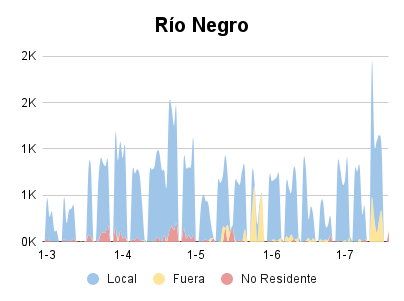 Río Negro
2K
2K
1K
1K
0K
1-3 1-4 1-5 1-6 1-7
Local Fuera No Residente